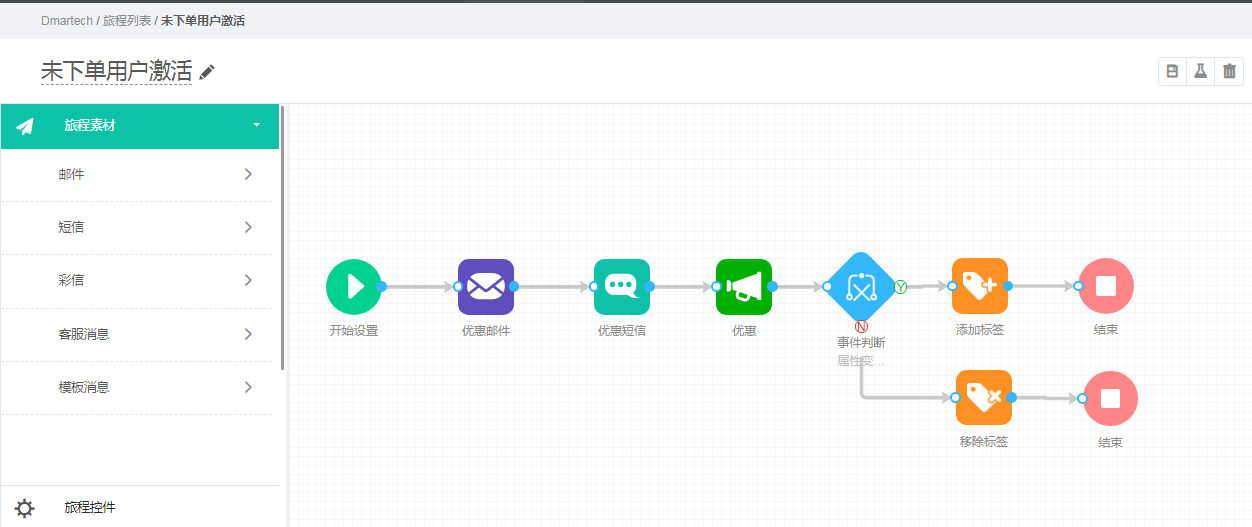 Dmartech / 旅程列表 / 未下单用户激活
未下单用户激活
旅程素材
邮件
短信
彩信
客服消息
模板消息
旅程控件
开始设置
优惠邮件
优惠短信
优惠
Y
N
事件判断
属性变...
添加标签
结束
移除标签
结束